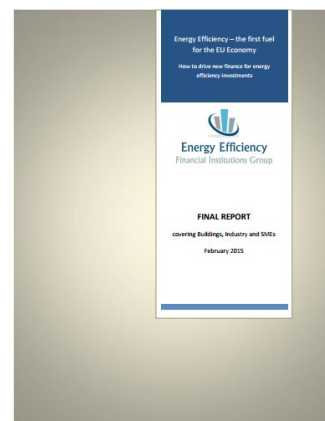 Energy Efficiency – the first fuel
for the EU Economy
How to drive new finance for energy
efficiency investments
Energy Efficiency
Financial Institutions Group
FINAL REPORT
covering Buildings, Industry and SMEs
February 2015